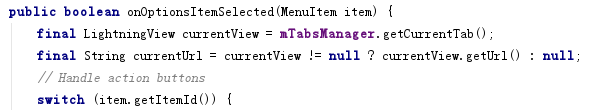 public boolean onOptionsItemSelected(MenuItem item) {
final LightningView currentView = mTabsManager.getCurrentTab();
final String currentUrl = currentView != null ? currentView.getUrl() : null;
// Handle action buttons
switch (item.getItemId()) {